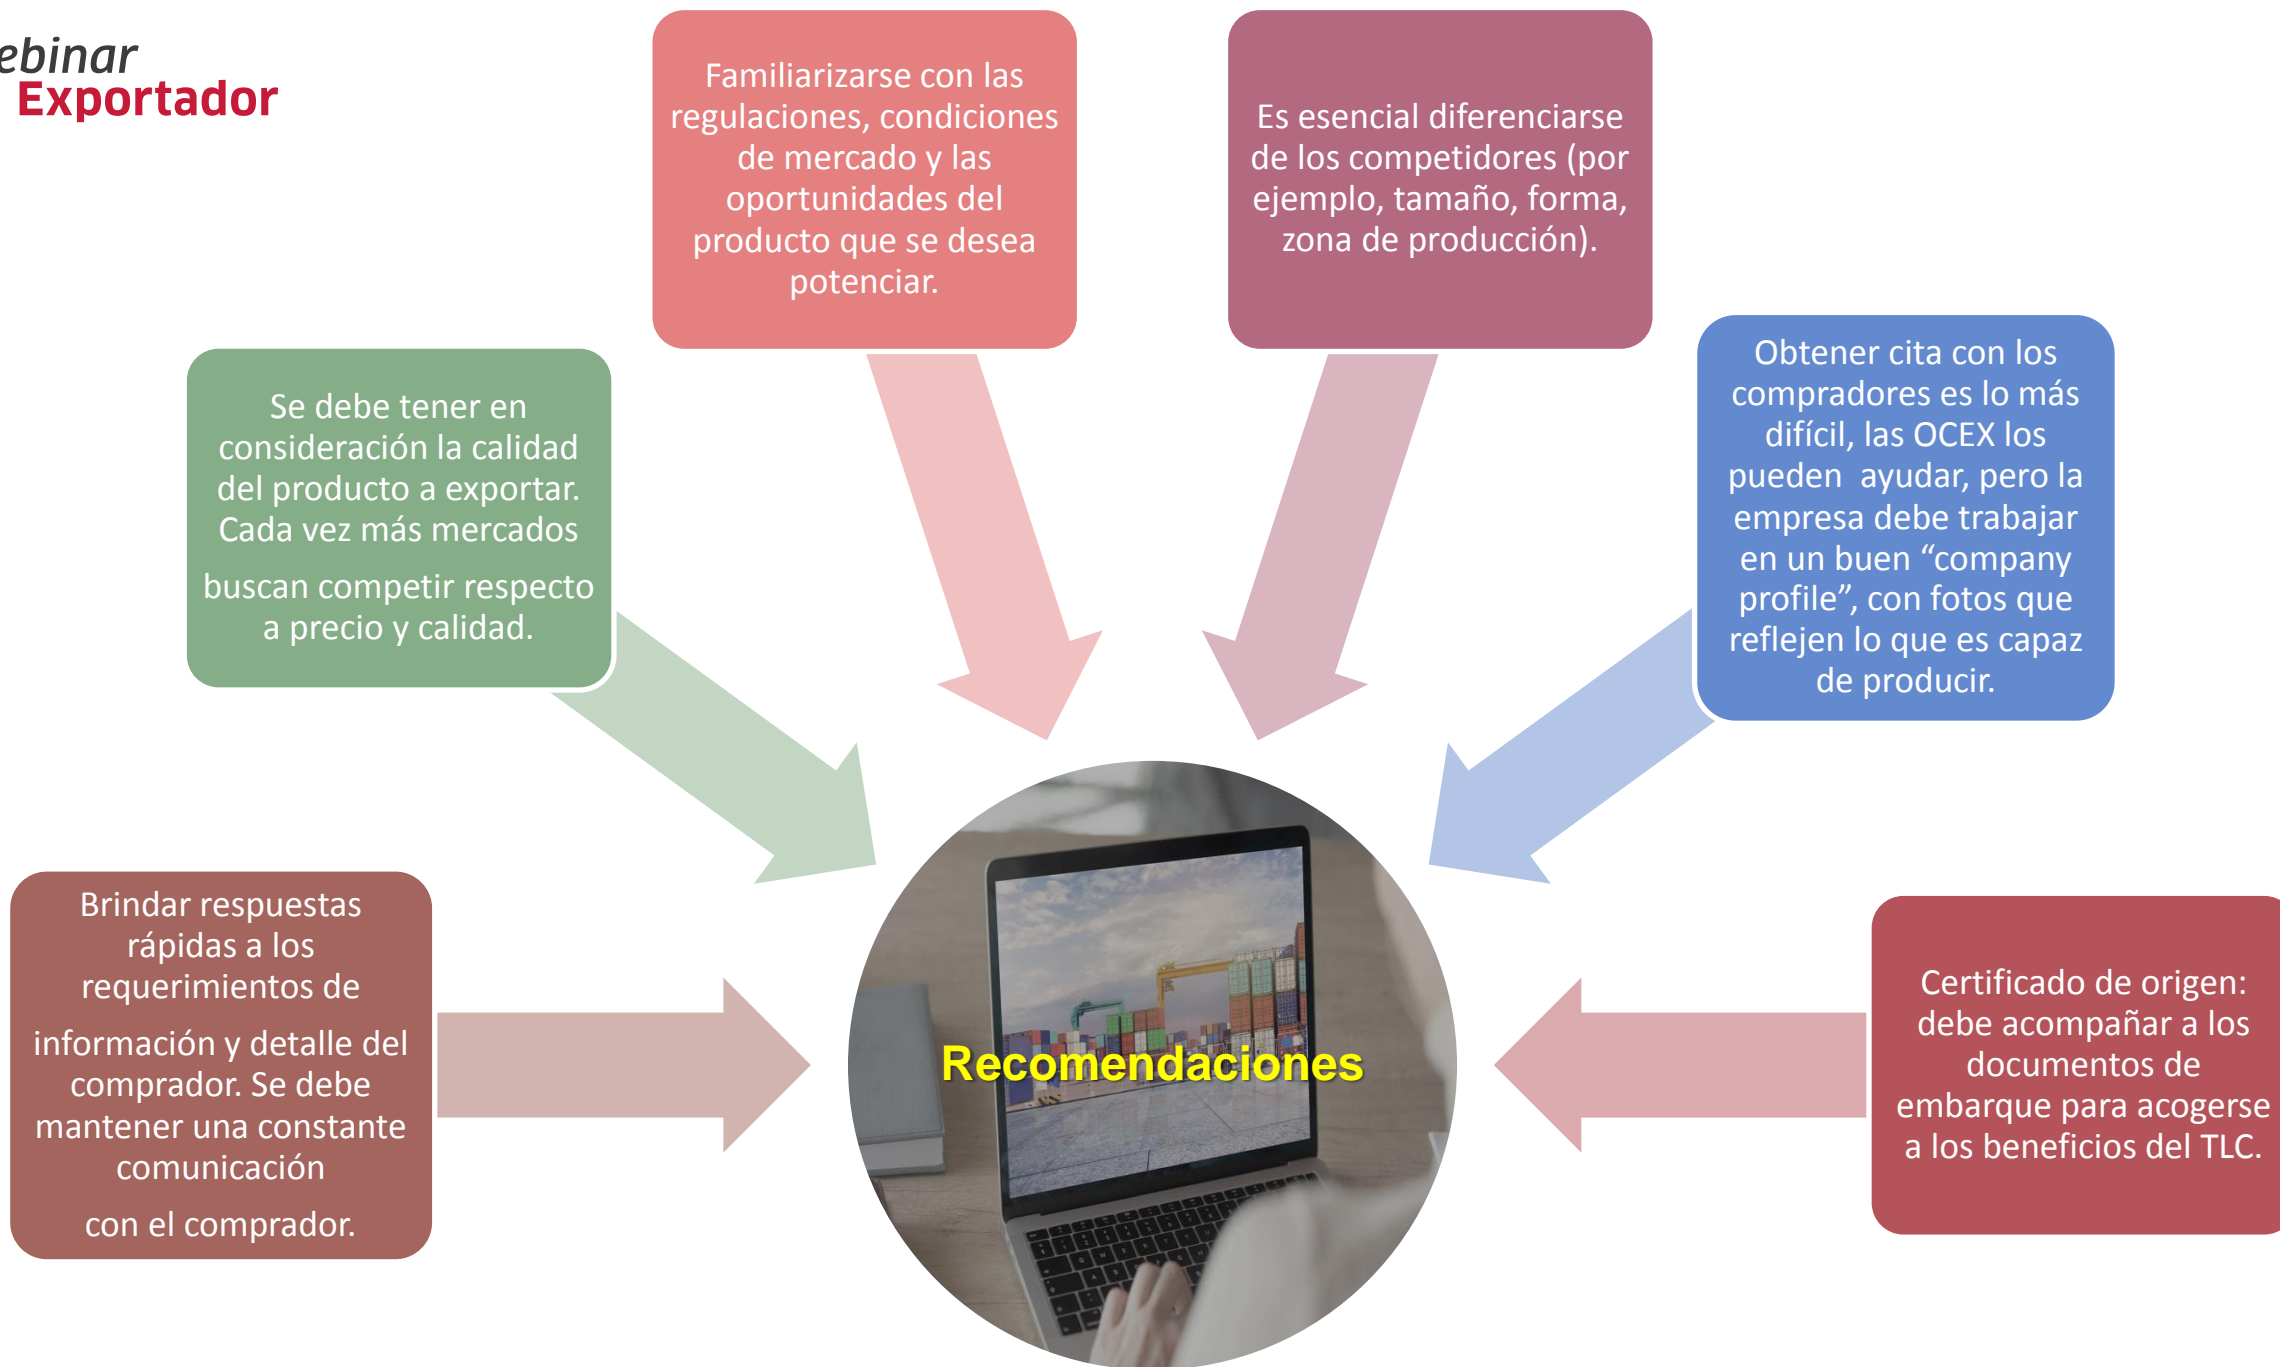 ebinar
Exportador
Familiarizarse con las
regulaciones, condiciones
de mercado y las
oportunidades del
producto que se desea
potenciar.
Es esencial diferenciarse
de los competidores (por
ejemplo, tamaño, forma,
zona de producción).
Se debe tener en
consideración la calidad
del producto a exportar.
Cada vez más mercados
buscan competir respecto
a precio y calidad.
Obtener cita con los
compradores es lo más
difícil, las OCEX los
pueden  ayudar, pero la
empresa debe trabajar
en un buen “company
profile”, con fotos que
reflejen lo que es capaz
de producir.
Brindar respuestas
rápidas a los
requerimientos de
información y detalle del
comprador. Se debe
mantener una constante
comunicación
con el comprador.
Recomendaciones
Certificado de origen:
debe acompañar a los
documentos de
embarque para acogerse
a los beneficios del TLC.